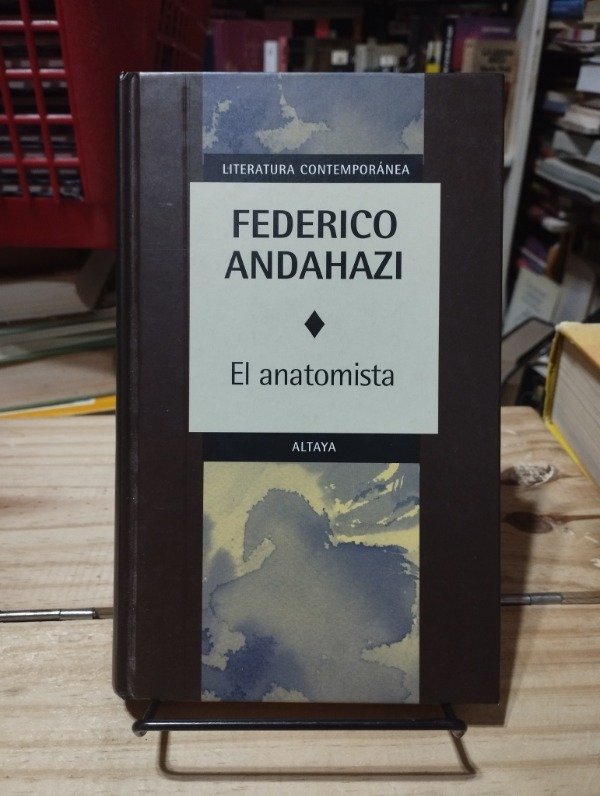 LITERATURA CONTEMPORÁNEA
FEDERICO
ANDAHAZI
El anatomista
ALTAYA